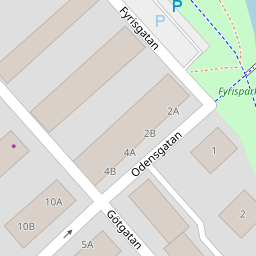 P
P
Fyrisgatan
Fyrispark
2A
2B
Odensgatan
1
4A
4B
10A
2
Götgatan
10B
5A